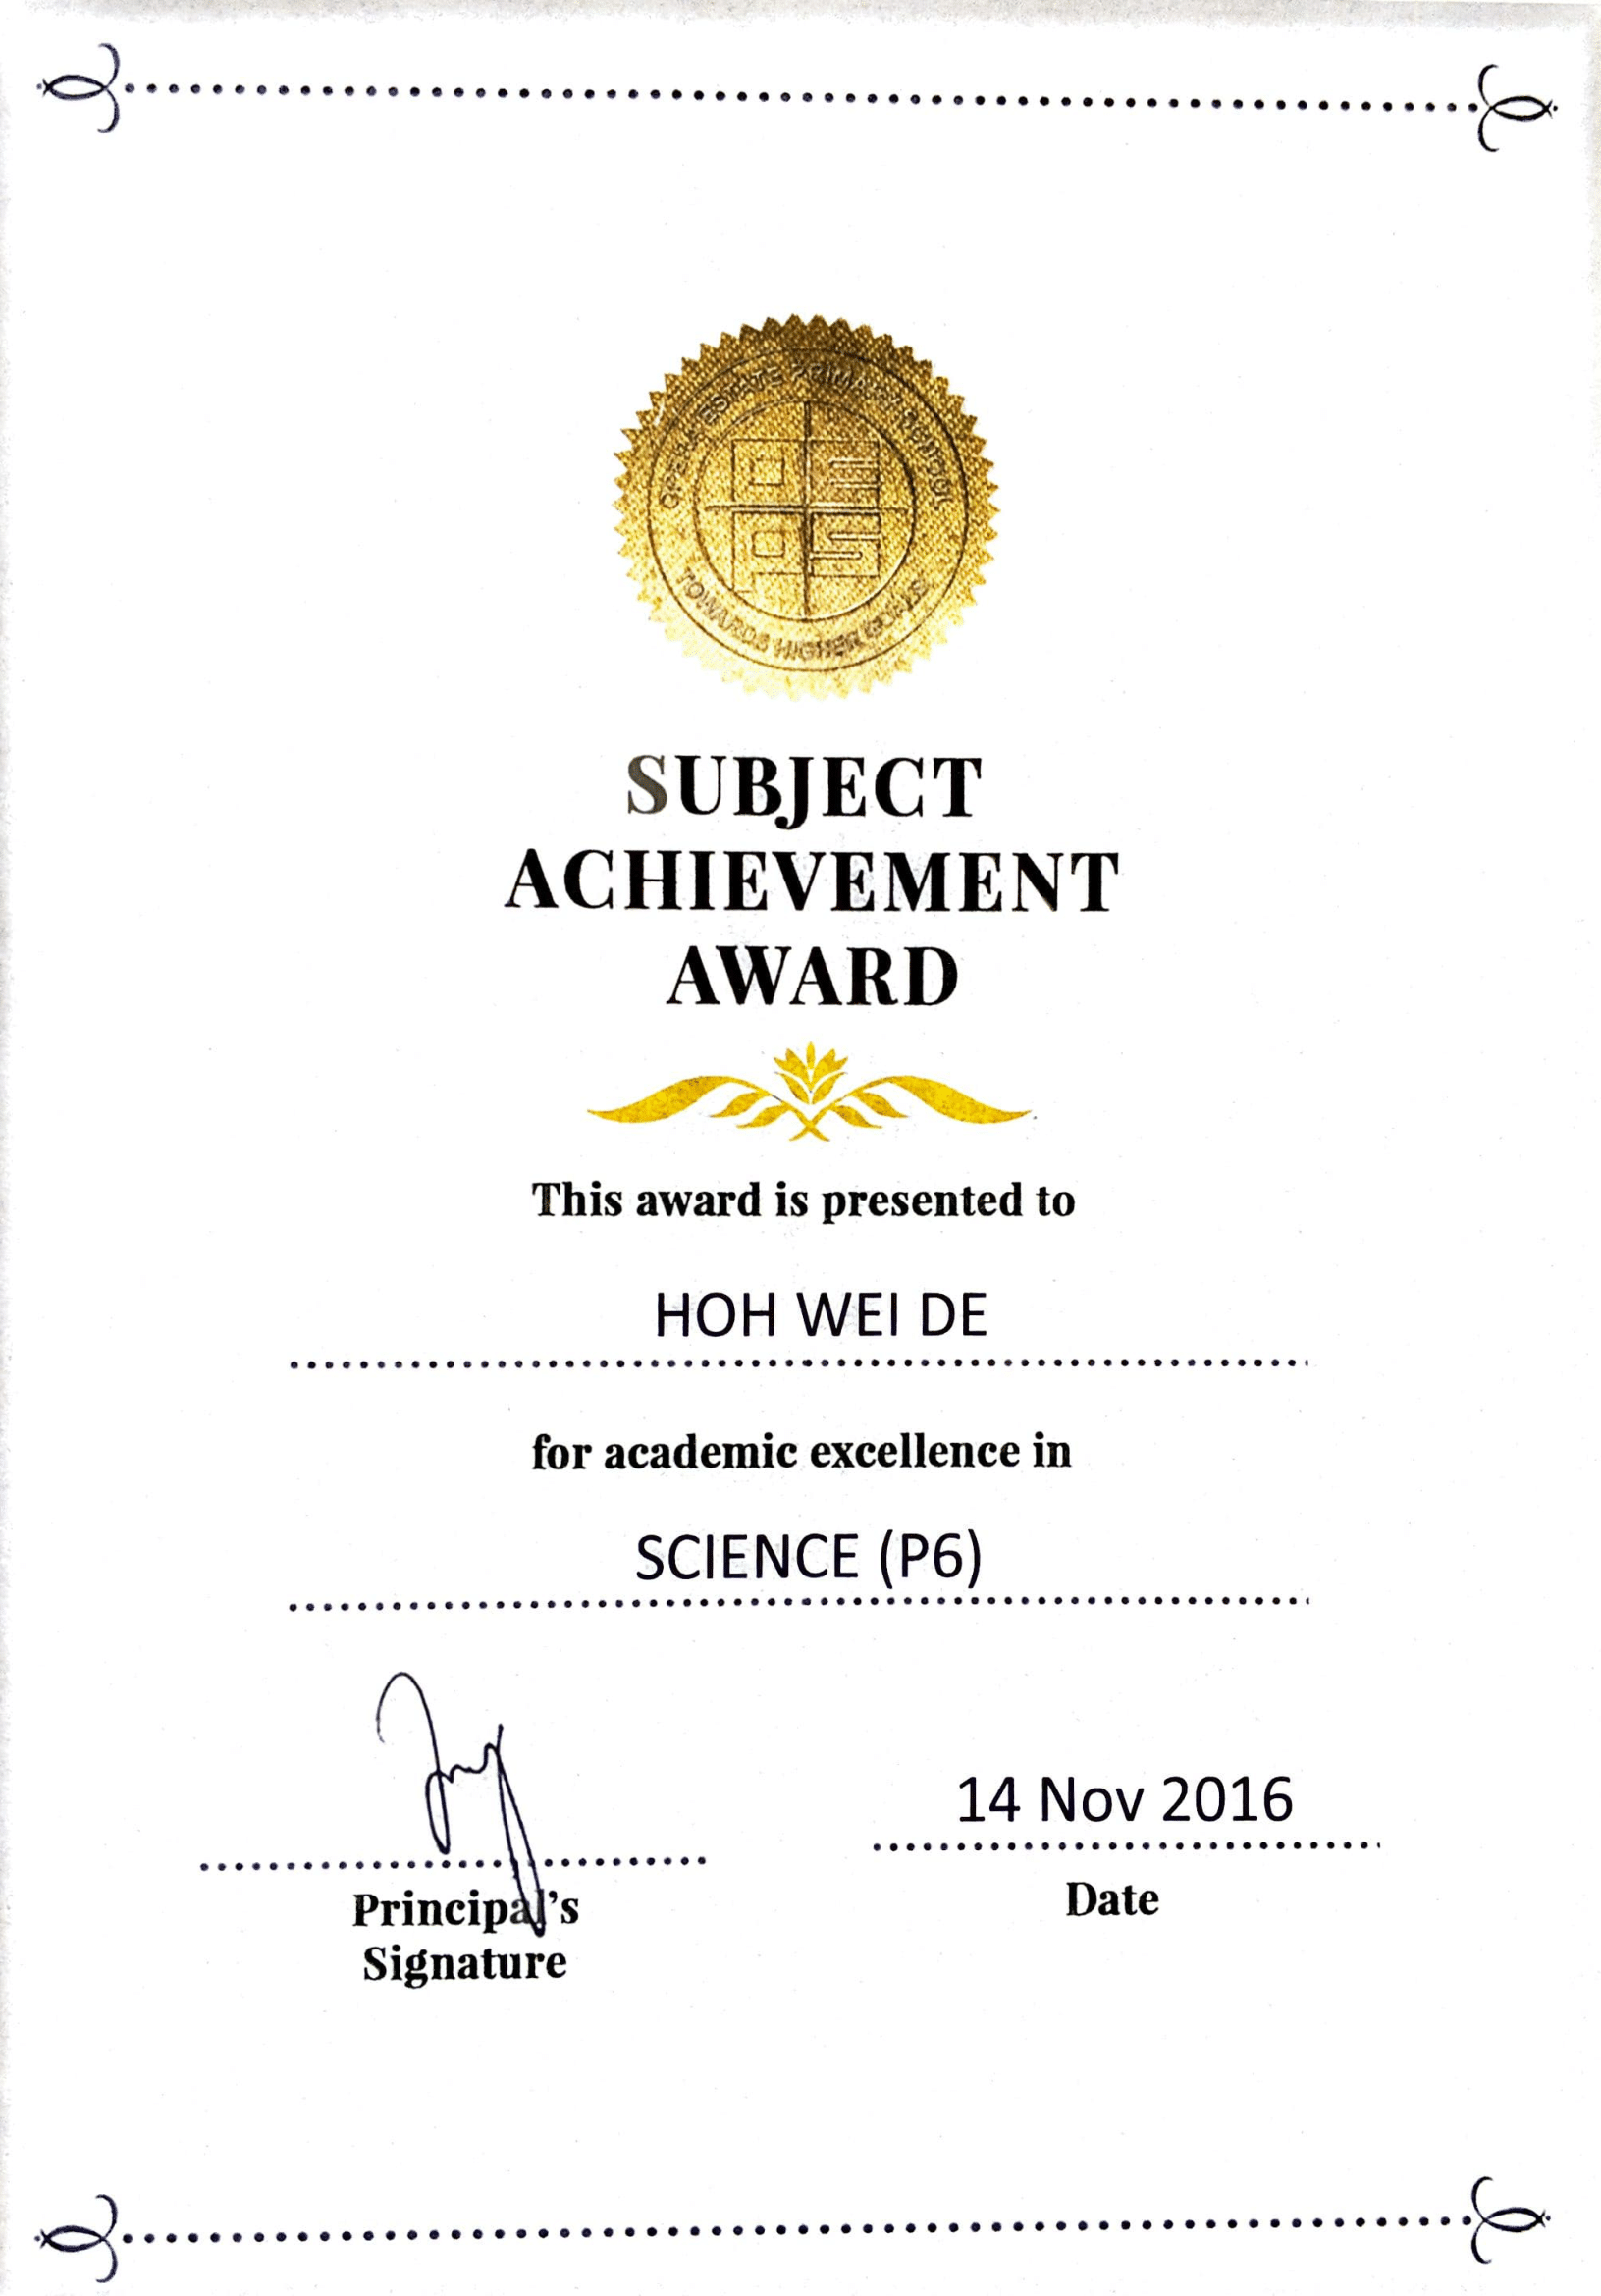 OPERA ESTATE PRIMARY SCHOOL
OE
PS
TOWARDS HIGHER GOALS
SUBJECT
ACHIEVEMENT
AWARD
This award is presented to
HOH WEI DE
for academic excellence in
SCIENCE (P6)
14 Nov 2016
Principal's
Signature
Date